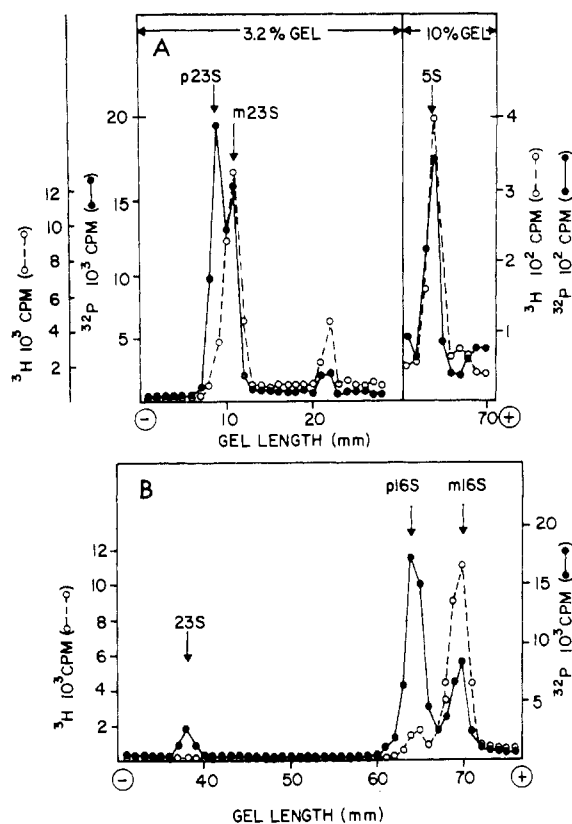 3.2% GEL
10% GEL
A
p23S
m23S
5S
20
15
10
5
12
10
8
6
4
2
4
3
2
1
³H 10³ CPM (o---o)
³²P 10³ CPM (●—●)
³H 10² CPM (o---o)
³²P 10² CPM (●—●)
10
20
70
(−)
GEL LENGTH (mm)
(+)
B
p16S
m16S
23S
12
10
8
6
4
2
20
15
10
5
³H 10³CPM (o---o)
³²P 10³ CPM (●—●)
40
50
60
70
(−)
(+)
GEL LENGTH (mm)